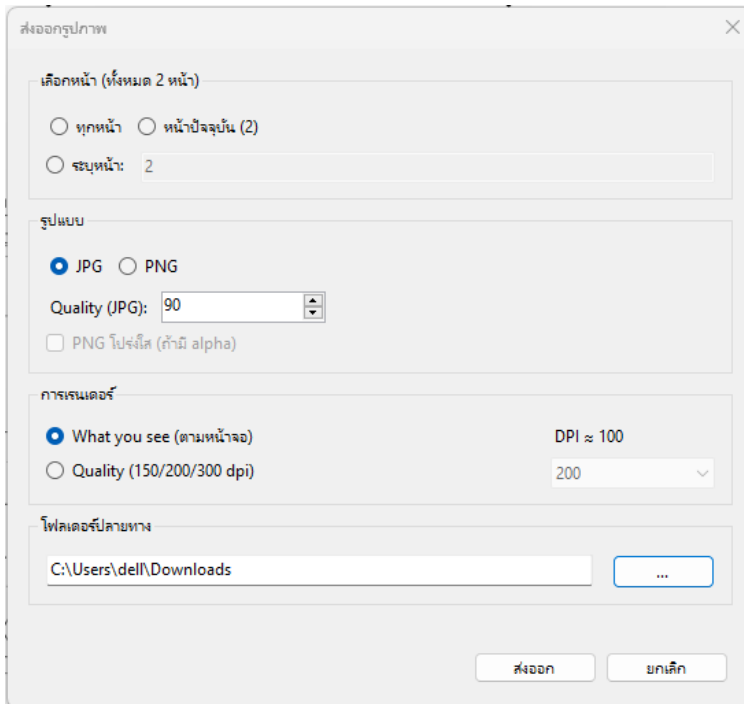 ส่งออกรูปภาพ
เลือกหน้า (ทั้งหมด 2 หน้า)
ทุกหน้า หน้าปัจจุบัน (2)
ระบุหน้า: 2
รูปแบบ
JPG PNG
Quality (JPG): 90
PNG โปร่งใส (ถ้ามี alpha)
การเรนเดอร์
What you see (ตามหน้าจอ) DPI ≈ 100
Quality (150/200/300 dpi) 200
โฟลเดอร์ปลายทาง
C:\Users\dell\Downloads ...
ส่งออก ยกเลิก